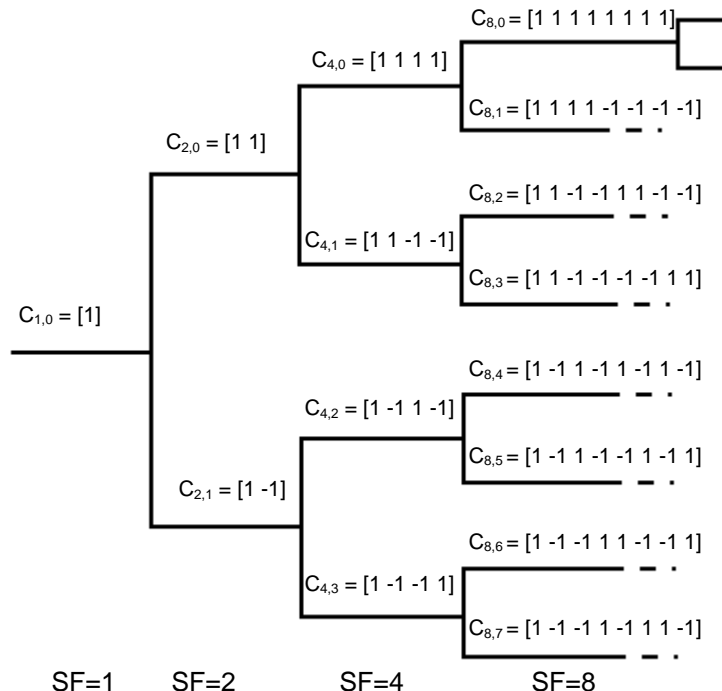 C8,0 = [1 1 1 1 1 1 1 1]
C4,0 = [1 1 1 1]
C8,1 = [1 1 1 1 -1 -1 -1 -1]
C2,0 = [1 1]
C8,2 = [1 1 -1 -1 1 1 -1 -1]
C4,1 = [1 1 -1 -1]
C8,3 = [1 1 -1 -1 -1 -1 1 1]
C1,0 = [1]
C8,4 = [1 -1 1 -1 1 -1 1 -1]
C4,2 = [1 -1 1 -1]
C8,5 = [1 -1 1 -1 -1 1 -1 1]
C2,1 = [1 -1]
C8,6 = [1 -1 -1 1 1 -1 -1 1]
C4,3 = [1 -1 -1 1]
C8,7 = [1 -1 -1 1 -1 1 1 -1]
SF=1 SF=2 SF=4 SF=8